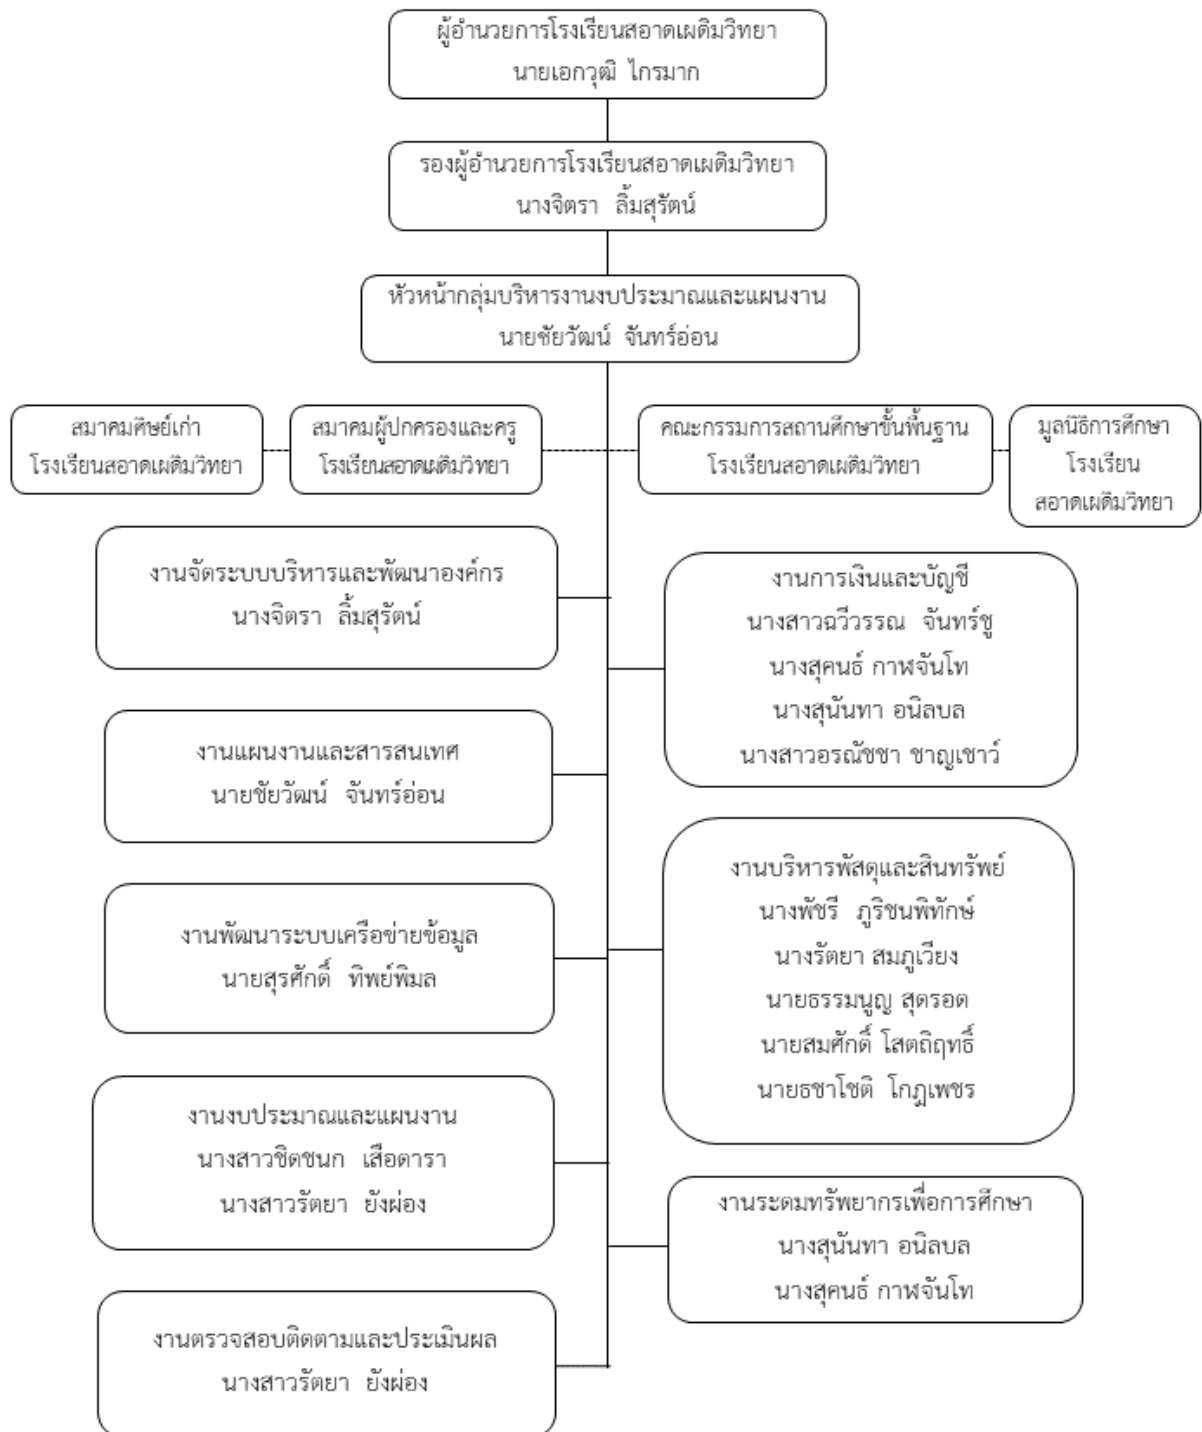 ผู้อำนวยการโรงเรียนสอาดเผดิมวิทยา
นายเอกวุฒิ ไกรมาก
รองผู้อำนวยการโรงเรียนสอาดเผดิมวิทยา
นางจิตรา ลิ้มสุรัตน์
หัวหน้ากลุ่มบริหารงานงบประมาณและแผนงาน
นายชัยวัฒน์ จันทร์อ่อน
สมาคมศิษย์เก่า
โรงเรียนสอาดเผดิมวิทยา
สมาคมผู้ปกครองและครู
โรงเรียนสอาดเผดิมวิทยา
คณะกรรมการสถานศึกษาขั้นพื้นฐาน
โรงเรียนสอาดเผดิมวิทยา
มูลนิธิการศึกษา
โรงเรียน
สอาดเผดิมวิทยา
งานจัดระบบบริหารและพัฒนาองค์กร
นางจิตรา ลิ้มสุรัตน์
งานการเงินและบัญชี
นางสาวฉวีวรรณ จันทร์ชู
นางสุคนธ์ กาฬจันโท
นางสุนันทา อนิลบล
นางสาวอรณัชชา ชาญเชาว์
งานแผนงานและสารสนเทศ
นายชัยวัฒน์ จันทร์อ่อน
งานบริหารพัสดุและสินทรัพย์
นางพัชรี ภูริชนพิทักษ์
นางรัตยา สมภูเวียง
นายธรรมนูญ สุดรอด
นายสมศักดิ์ โสตถิฤทธิ์
นายธชาโชติ โกฎเพชร
งานพัฒนาระบบเครือข่ายข้อมูล
นายสุรศักดิ์ ทิพย์พิมล
งานงบประมาณและแผนงาน
นางสาวชิดชนก เสือดารา
นางสาวรัตยา ยังผ่อง
งานระดมทรัพยากรเพื่อการศึกษา
นางสุนันทา อนิลบล
นางสุคนธ์ กาฬจันโท
งานตรวจสอบติดตามและประเมินผล
นางสาวรัตยา ยังผ่อง